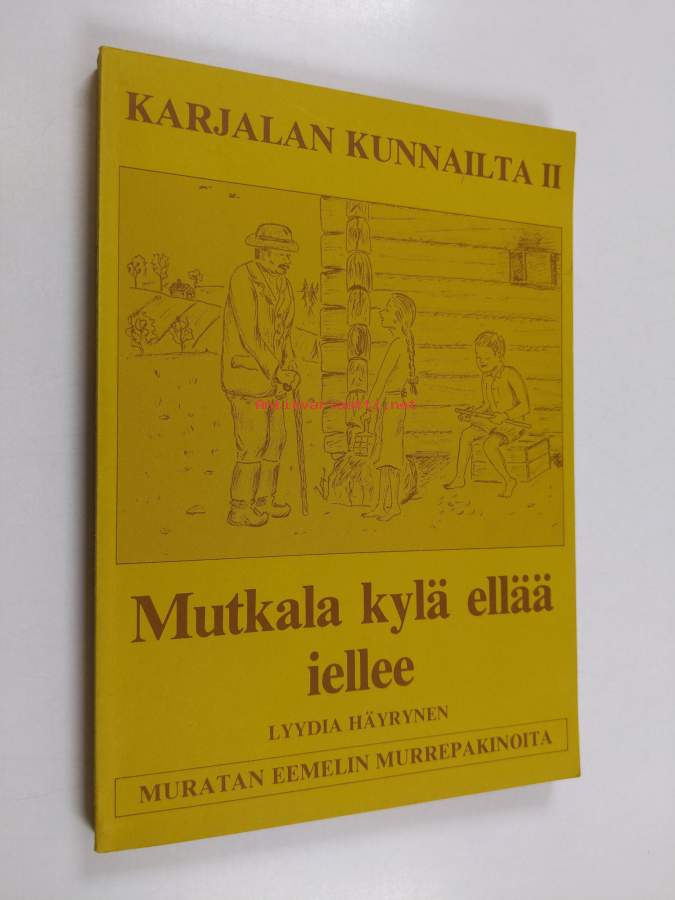 KARJALAN KUNNAILTA II
Mutkala kylä ellää
iellee
LYYDIA HÄYRYNEN
MURATAN EEMELIN MURREPAKINOITA